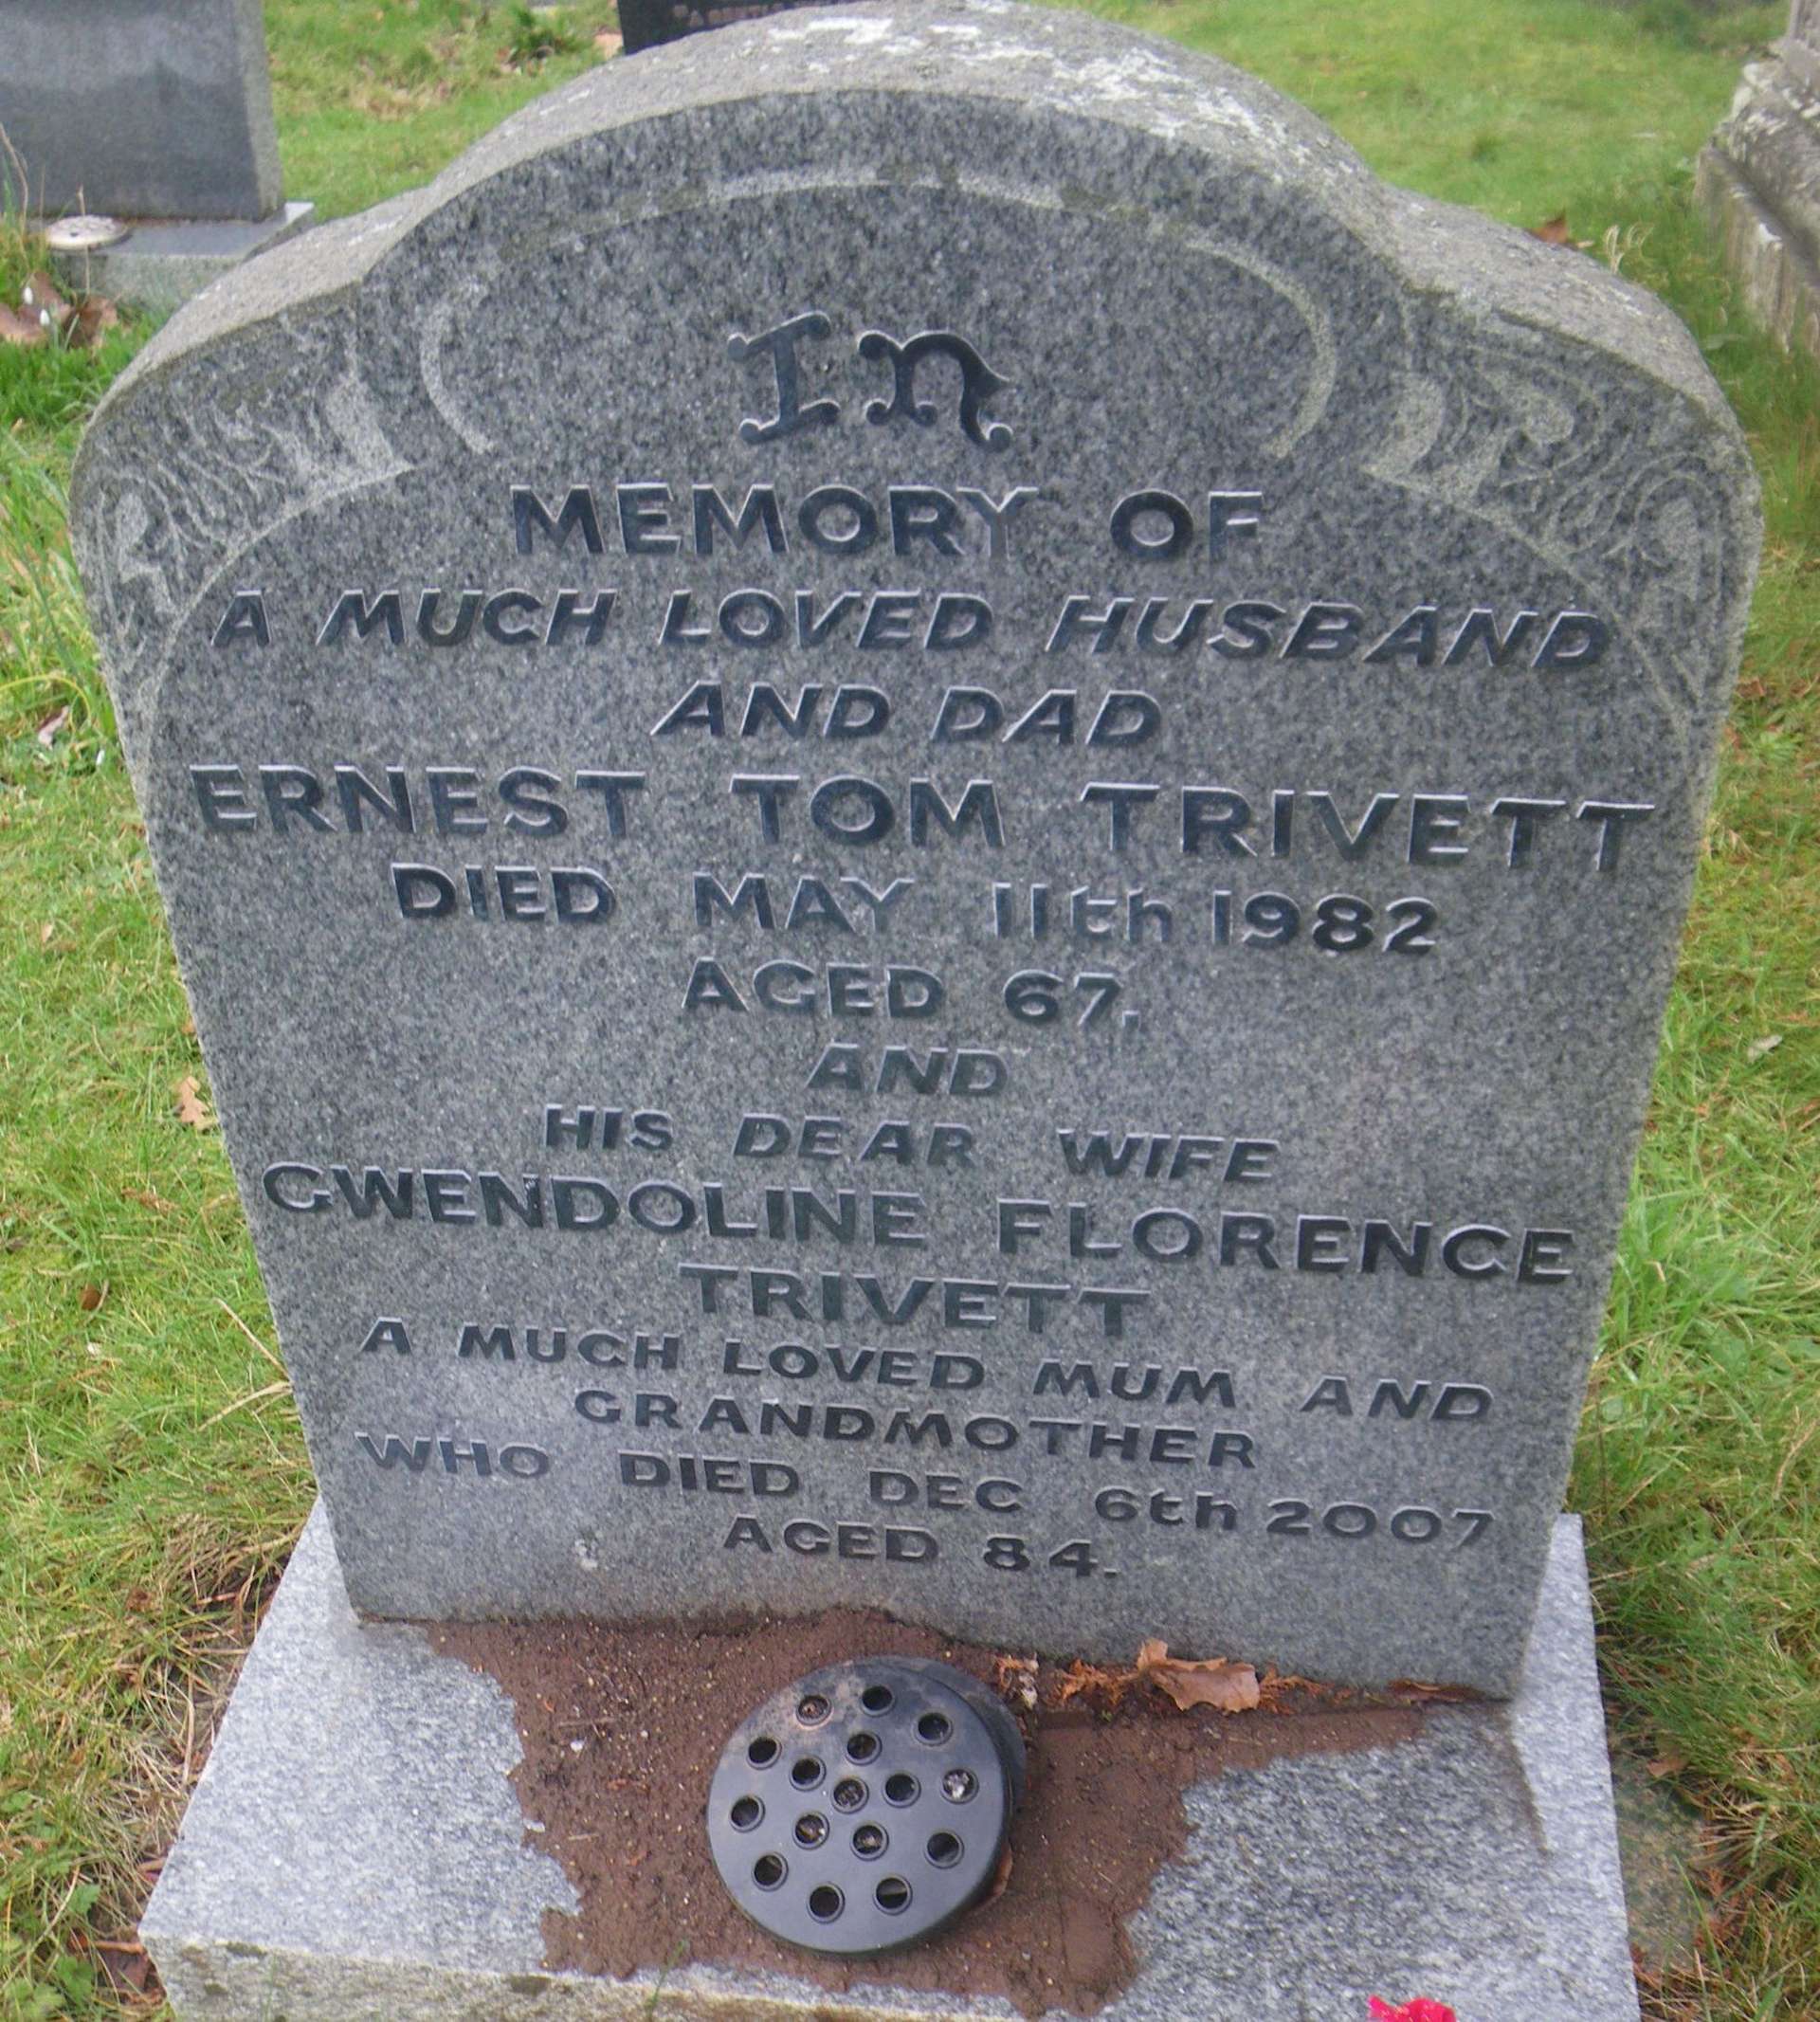 In
MEMORY OF
A MUCH LOVED HUSBAND
AND DAD
ERNEST TOM TRIVETT
DIED MAY 11th 1982
AGED 67.
AND
HIS DEAR WIFE
GWENDOLINE FLORENCE
TRIVETT
A MUCH LOVED MUM AND
GRANDMOTHER
WHO DIED DEC 6th 2007
AGED 84.